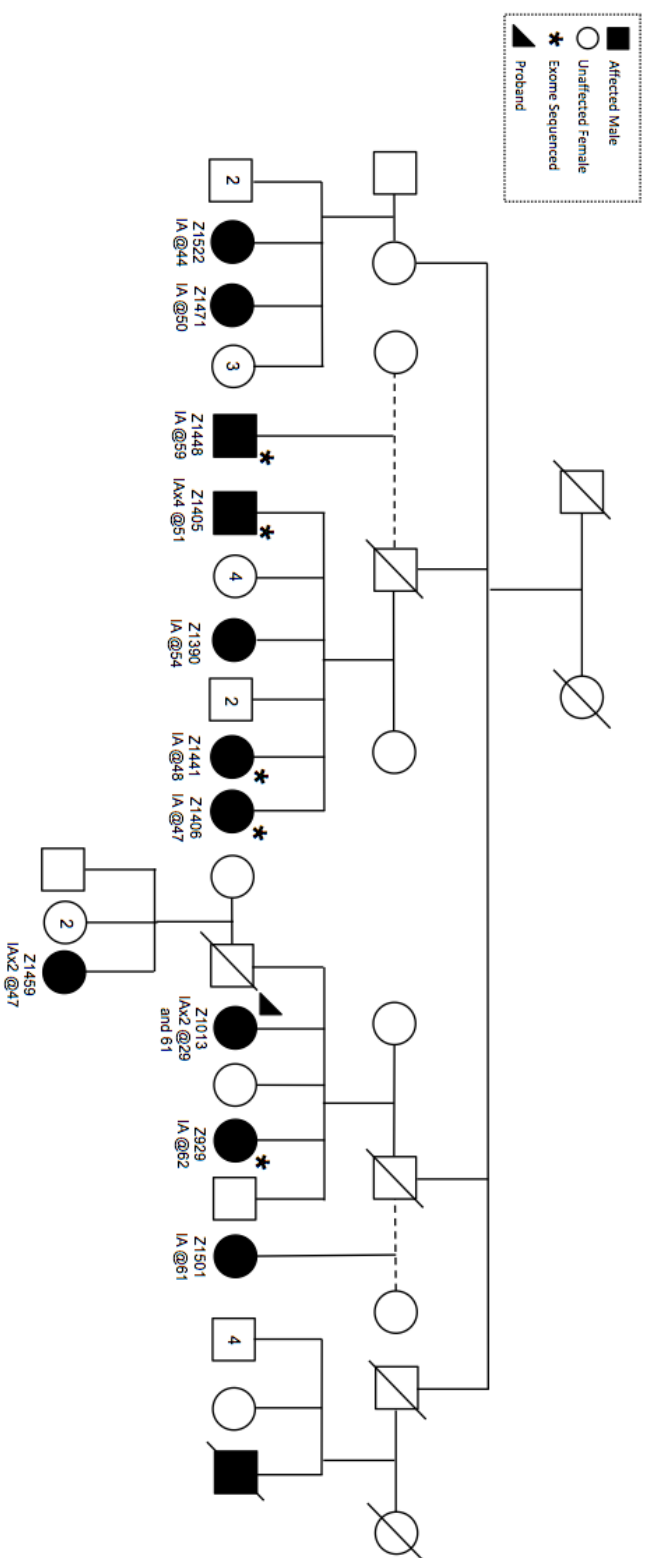 Affected Male
Unaffected Female
* Exome Sequenced
Proband
2
Z1522
IA @44
Z1471
IA @50
3
Z1448
IA @59
*
Z1405
IAx4 @51
*
4
Z1390
IA @54
2
Z1441
IA @48
*
Z1406
IA @47
*
Z1013
IAx2 @29
and 61
Z929
IA @62
*
Z1501
IA @61
4
2
Z1459
IAx2 @47